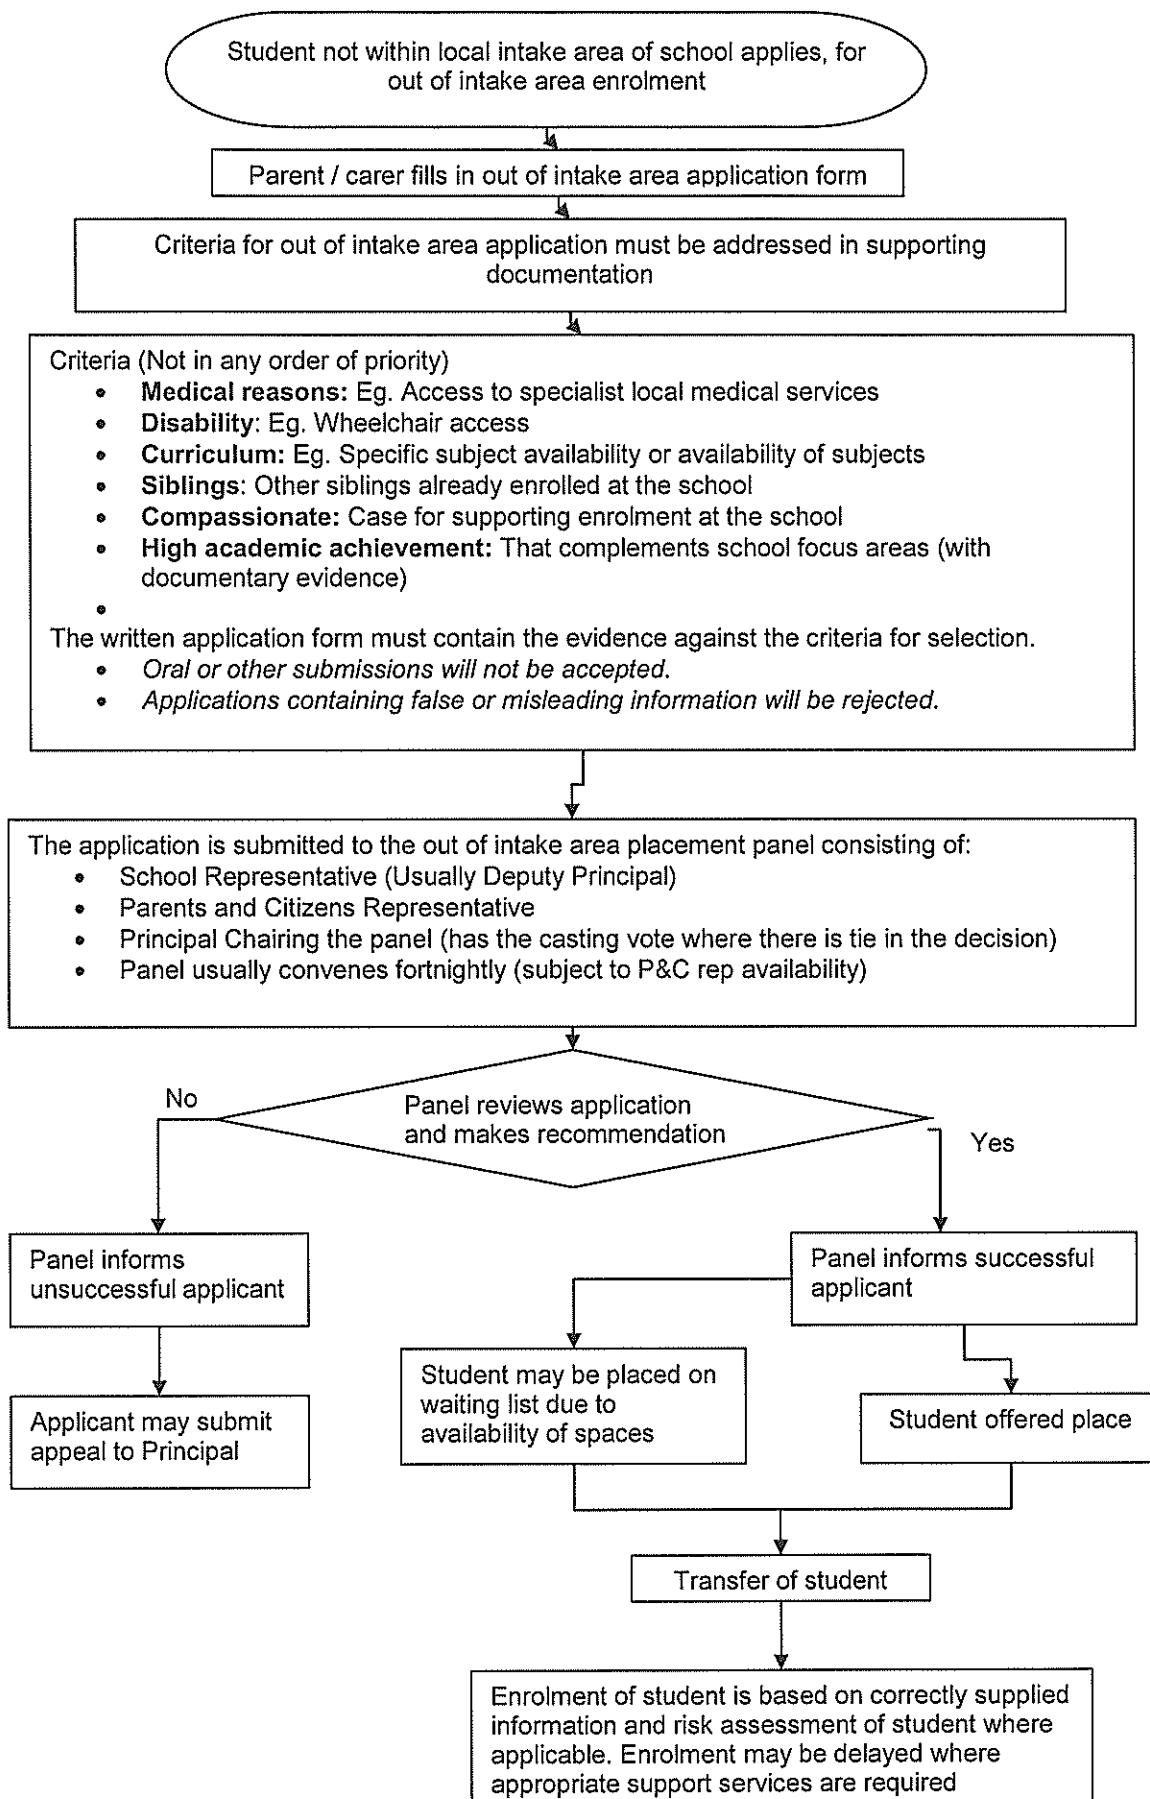 Student not within local intake area of school applies, for
out of intake area enrolment
Parent / carer fills in out of intake area application form
Criteria for out of intake area application must be addressed in supporting
documentation
Criteria (Not in any order of priority)
• Medical reasons: Eg. Access to specialist local medical services
• Disability: Eg. Wheelchair access
• Curriculum: Eg. Specific subject availability or availability of subjects
• Siblings: Other siblings already enrolled at the school
• Compassionate: Case for supporting enrolment at the school
• High academic achievement: That complements school focus areas (with
documentary evidence)
•
The written application form must contain the evidence against the criteria for selection.
• Oral or other submissions will not be accepted.
• Applications containing false or misleading information will be rejected.
The application is submitted to the out of intake area placement panel consisting of:
• School Representative (Usually Deputy Principal)
• Parents and Citizens Representative
• Principal Chairing the panel (has the casting vote where there is tie in the decision)
• Panel usually convenes fortnightly (subject to P&C rep availability)
Panel reviews application
and makes recommendation
No
Yes
Panel informs
unsuccessful applicant
Panel informs successful
applicant
Applicant may submit
appeal to Principal
Student may be placed on
waiting list due to
availability of spaces
Student offered place
Transfer of student
Enrolment of student is based on correctly supplied
information and risk assessment of student where
applicable. Enrolment may be delayed where
appropriate support services are required